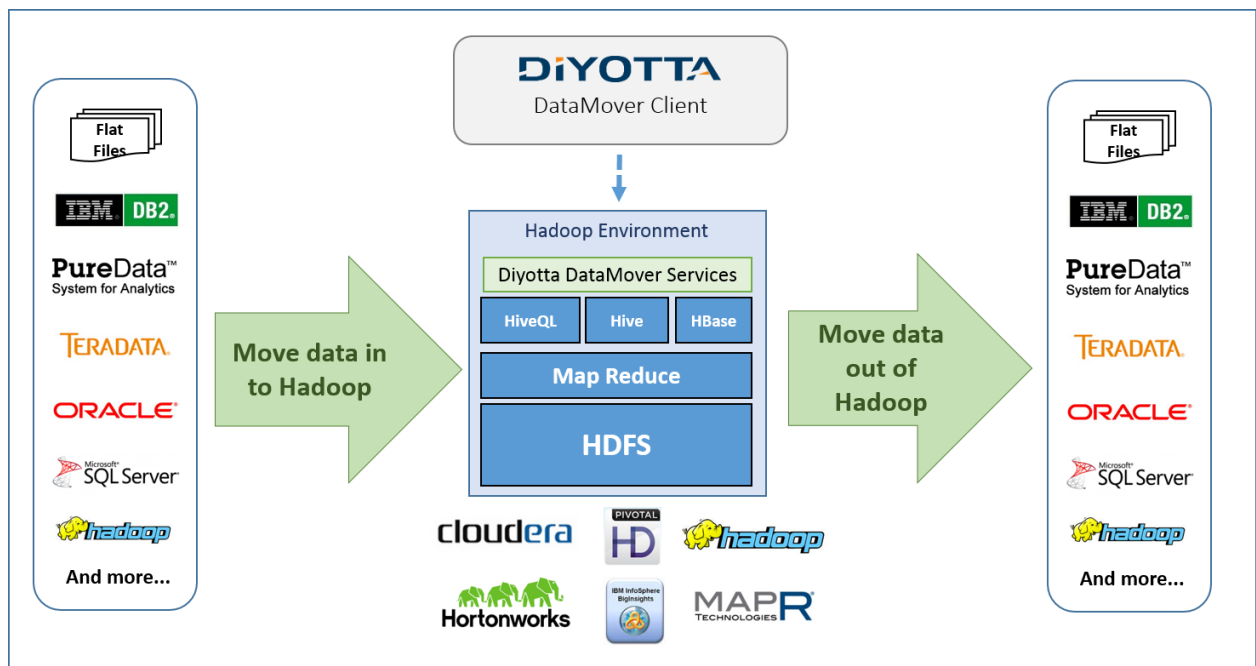 DiYOTTA
DataMover Client
Flat
Files
IBM® DB2®
PureData™
System for Analytics
TERADATA®
ORACLE®
Microsoft®
SQL Server®
hadoop
And more...
Move data in
to Hadoop
Hadoop Environment
Diyotta DataMover Services
HiveQL
Hive
HBase
Map Reduce
HDFS
cloudera
PIVOTAL
HD
hadoop
Hortonworks
IBM InfoSphere
BigInsights
MAPR®
TECHNOLOGIES
Move data
out of
Hadoop
Flat
Files
IBM® DB2®
PureData™
System for Analytics
TERADATA®
ORACLE®
Microsoft®
SQL Server®
hadoop
And more...